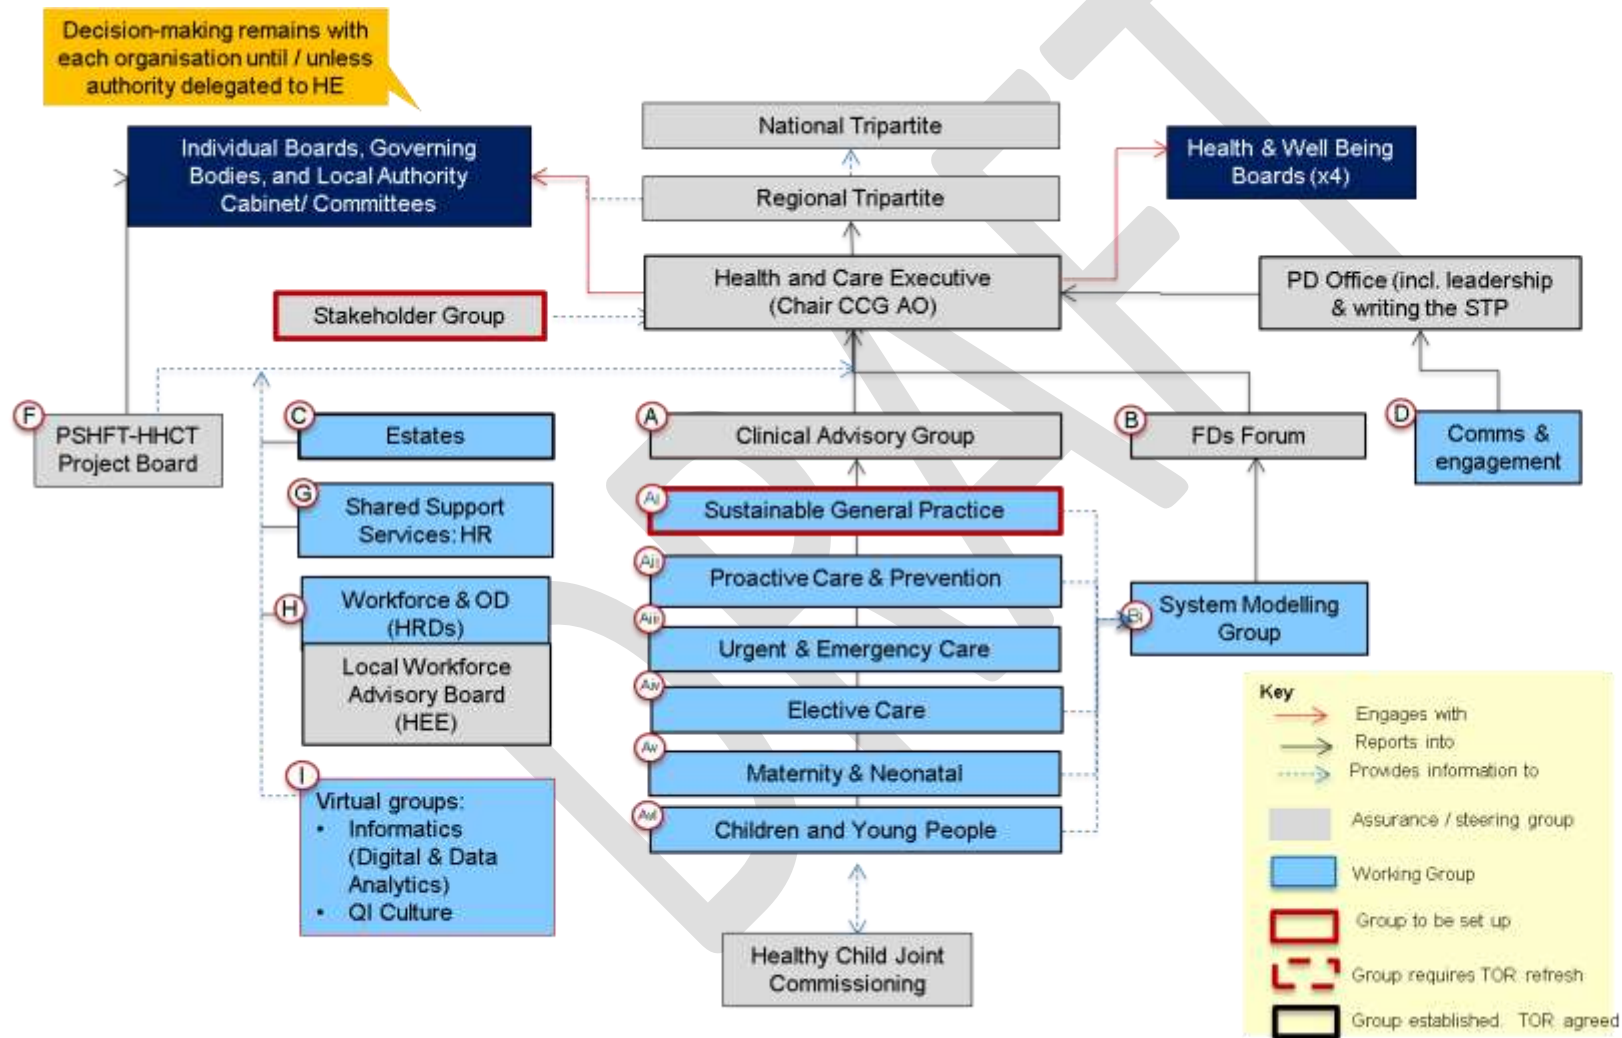 Decision-making remains with
each organisation until / unless
authority delegated to HE
National Tripartite
Individual Boards, Governing
Bodies, and Local Authority
Cabinet/ Committees
Health & Well Being
Boards (x4)
Regional Tripartite
Health and Care Executive
(Chair CCG AO)
PD Office (incl. leadership
& writing the STP
Stakeholder Group
F
PSHFT-HHCT
Project Board
C
Estates
A
Clinical Advisory Group
B
FDs Forum
D
Comms &
engagement
G
Shared Support
Services: HR
Ai
Sustainable General Practice
Aii
Proactive Care & Prevention
H
Workforce & OD
(HRDs)
Aiii
Urgent & Emergency Care
Bi
System Modelling
Group
Local Workforce
Advisory Board
(HEE)
Aiv
Elective Care
Av
Maternity & Neonatal
I
Virtual groups:
• Informatics
(Digital & Data
Analytics)
• QI Culture
Avi
Children and Young People
Healthy Child Joint
Commissioning
Key
Engages with
Reports into
Provides information to
Assurance / steering group
Working Group
Group to be set up
Group requires TOR refresh
Group established. TOR agreed
DRAFT